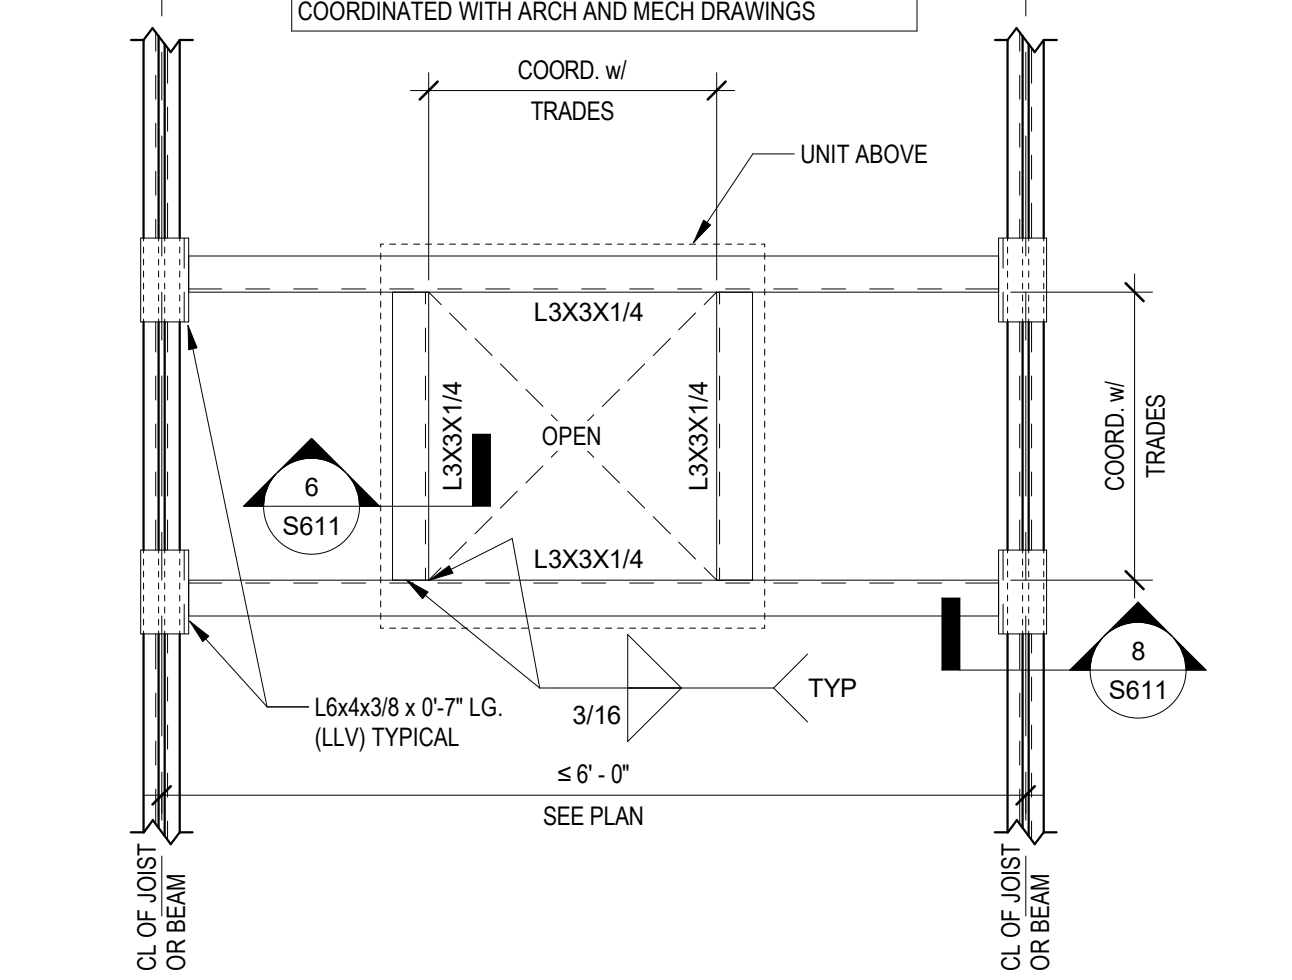 COORDINATED WITH ARCH AND MECH DRAWINGS
COORD. w/
TRADES
UNIT ABOVE
L3X3X1/4
L3X3X1/4
L3X3X1/4
OPEN
COORD. w/
TRADES
6
S611
L3X3X1/4
8
S611
L6x4x3/8 x 0'-7" LG.
(LLV) TYPICAL
3/16
TYP
≤ 6' - 0"
SEE PLAN
CL OF JOIST
OR BEAM
CL OF JOIST
OR BEAM